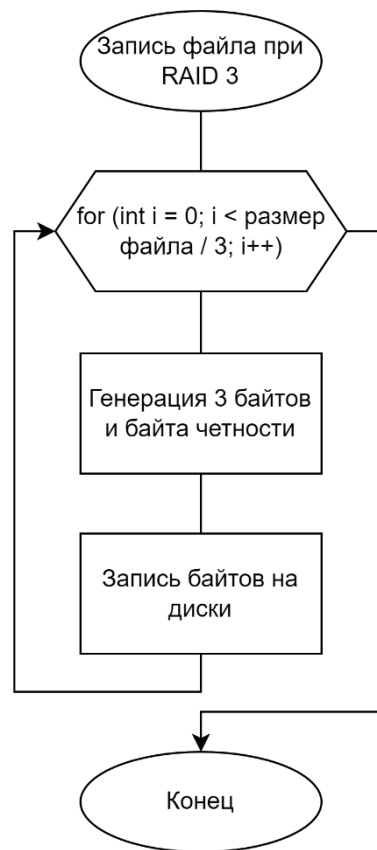 Запись файла при
RAID 3
for (int i = 0; i < размер
файла / 3; i++)
Генерация 3 байтов
и байта четности
Запись байтов на
диски
Конец